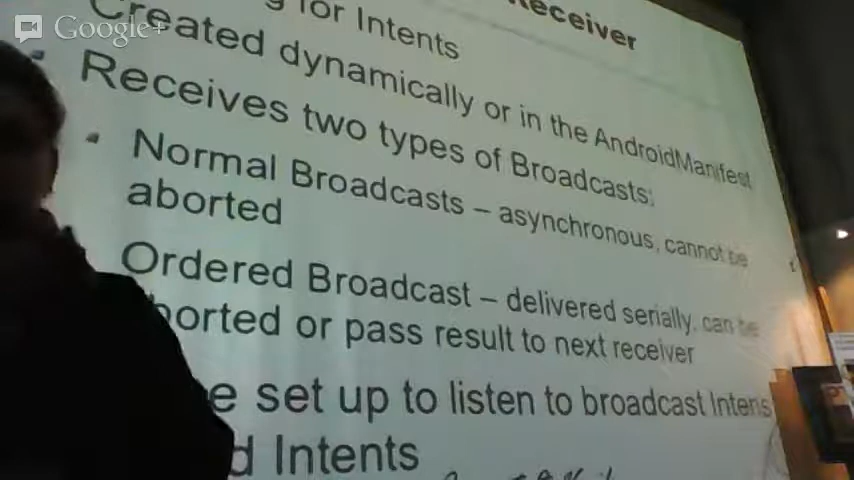 Google+
Receiver
for Intents
Created dynamically or in the AndroidManifest
Receives two types of Broadcasts:
Normal Broadcasts – asynchronous, cannot be
aborted
Ordered Broadcast – delivered serially, can be
borted or pass result to next receiver
e set up to listen to broadcast Intens
d Intents